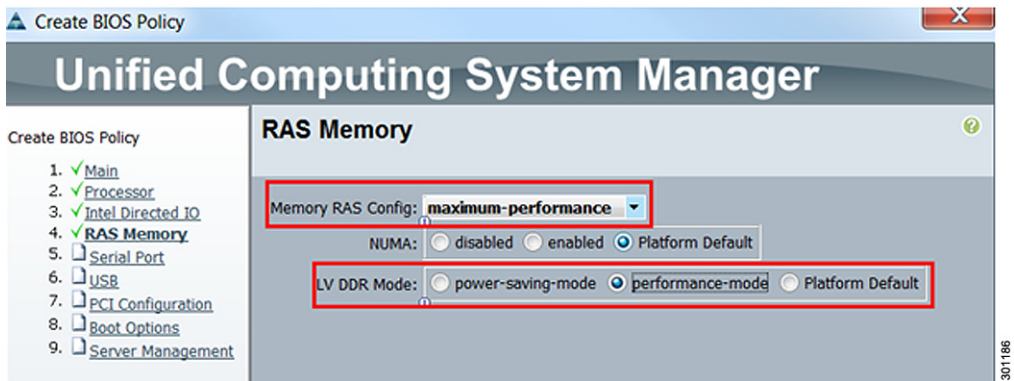 Create BIOS Policy
Unified Computing System Manager
Create BIOS Policy
1. Main
2. Processor
3. Intel Directed IO
4. RAS Memory
5. Serial Port
6. USB
7. PCI Configuration
8. Boot Options
9. Server Management
RAS Memory
Memory RAS Config: maximum-performance
NUMA: disabled enabled Platform Default
LV DDR Mode: power-saving-mode performance-mode Platform Default
301186